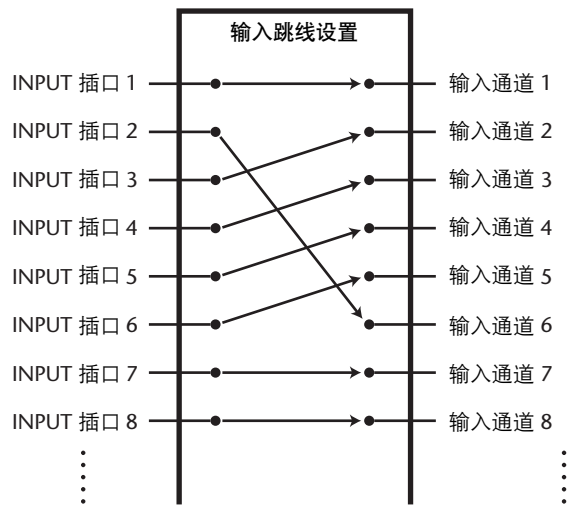 输入跳线设置
INPUT 插口 1
输入通道 1
INPUT 插口 2
输入通道 2
INPUT 插口 3
输入通道 3
INPUT 插口 4
输入通道 4
INPUT 插口 5
输入通道 5
INPUT 插口 6
输入通道 6
INPUT 插口 7
输入通道 7
INPUT 插口 8
输入通道 8